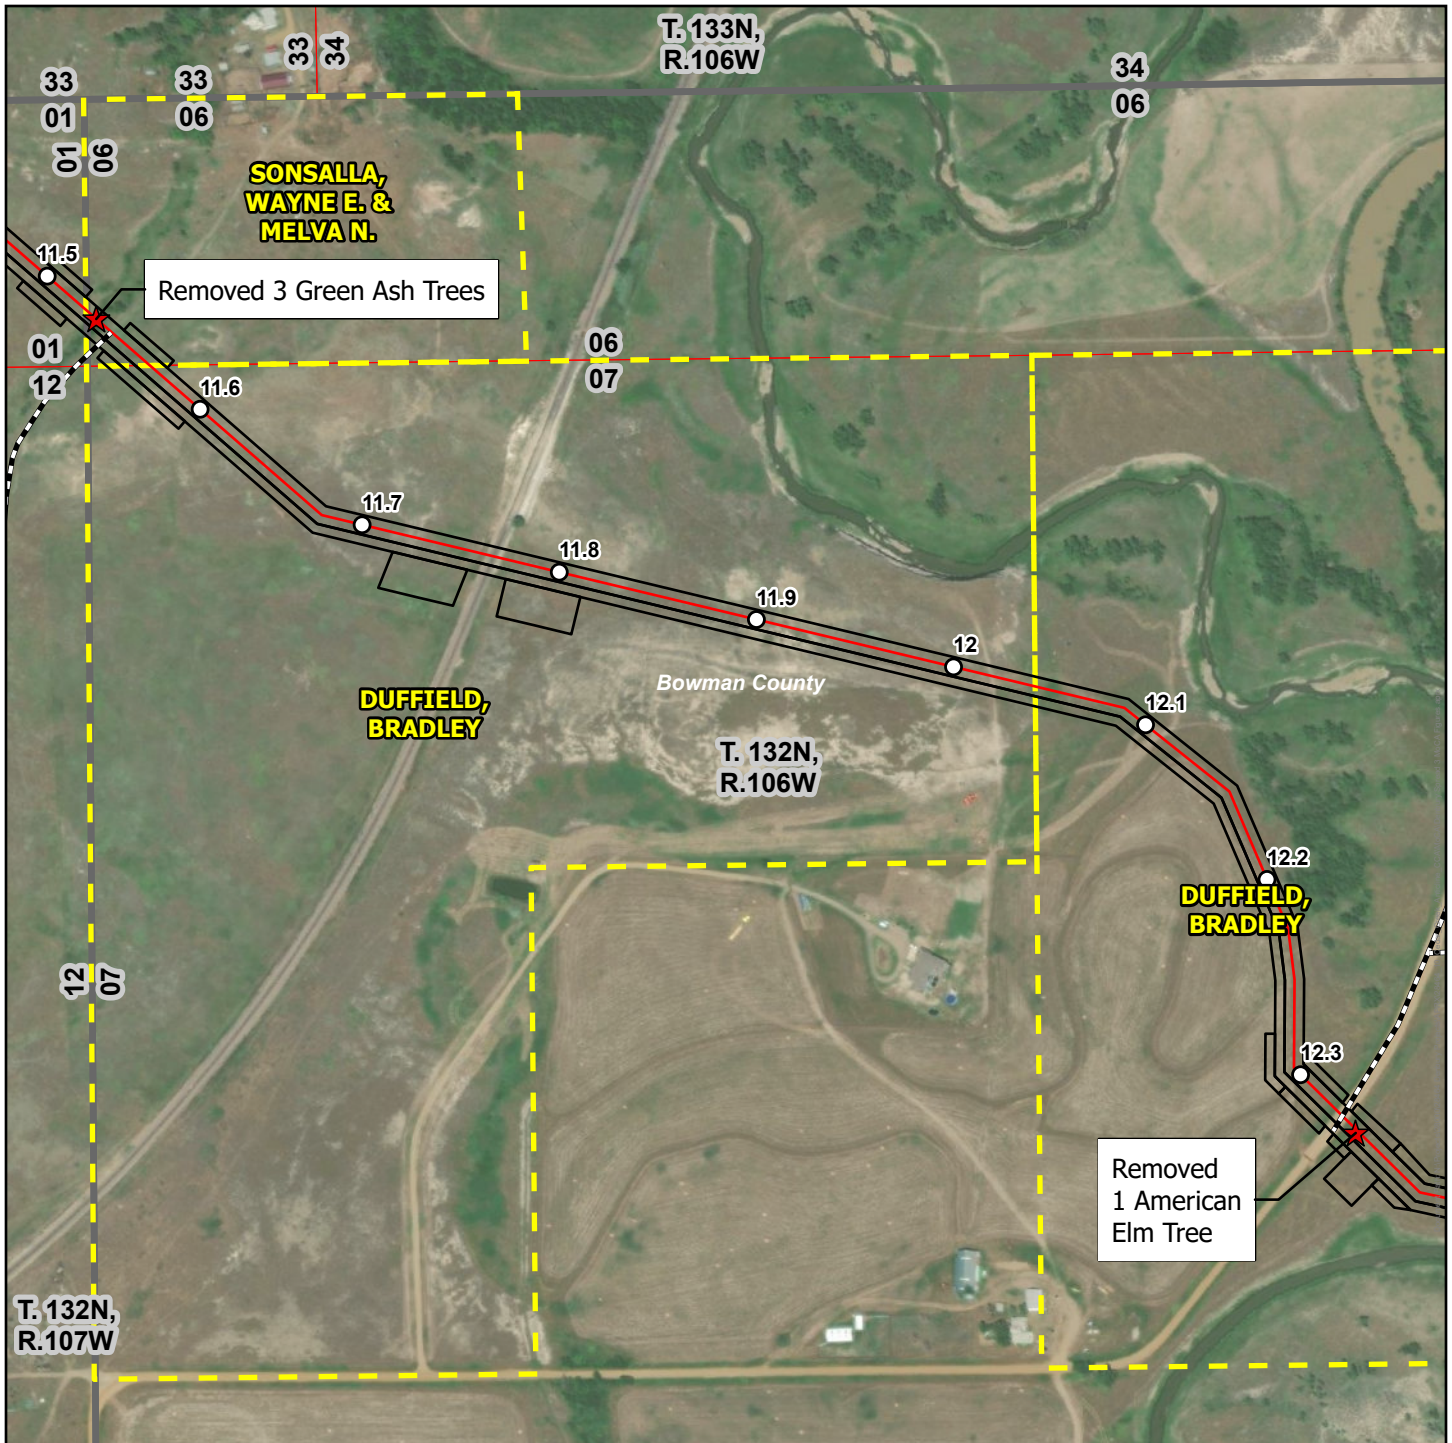 T. 133N,
R.106W
33
34
33
33
34
01
06
06
01
06
SONSALLA,
WAYNE E. &
MELVA N.
11.5
Removed 3 Green Ash Trees
01
06
12
07
11.6
11.7
11.8
11.9
12
Bowman County
DUFFIELD,
BRADLEY
12.1
T. 132N,
R.106W
12.2
DUFFIELD,
BRADLEY
12
07
12.3
Removed
1 American
Elm Tree
T. 132N,
R.107W